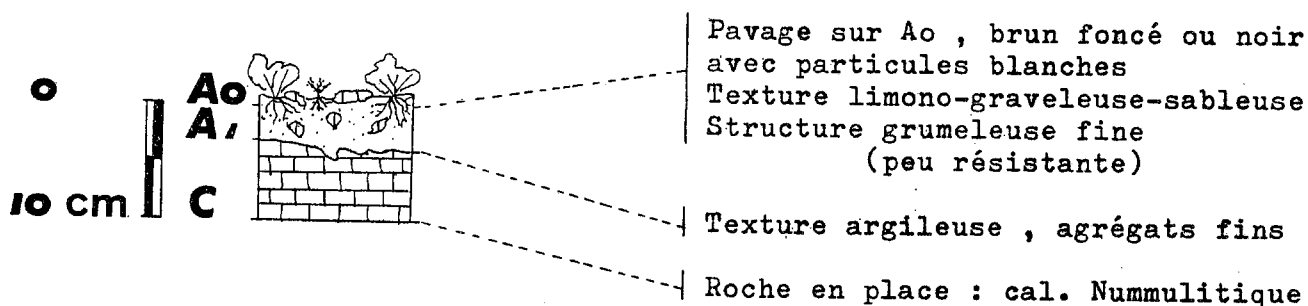 o
Ao
A,
10 cm
C
Pavage sur Ao , brun foncé ou noir
avec particules blanches
Texture limono-graveleuse-sableuse
Structure grumeleuse fine
(peu résistante)
Texture argileuse , agrégats fins
Roche en place : cal. Nummulitique